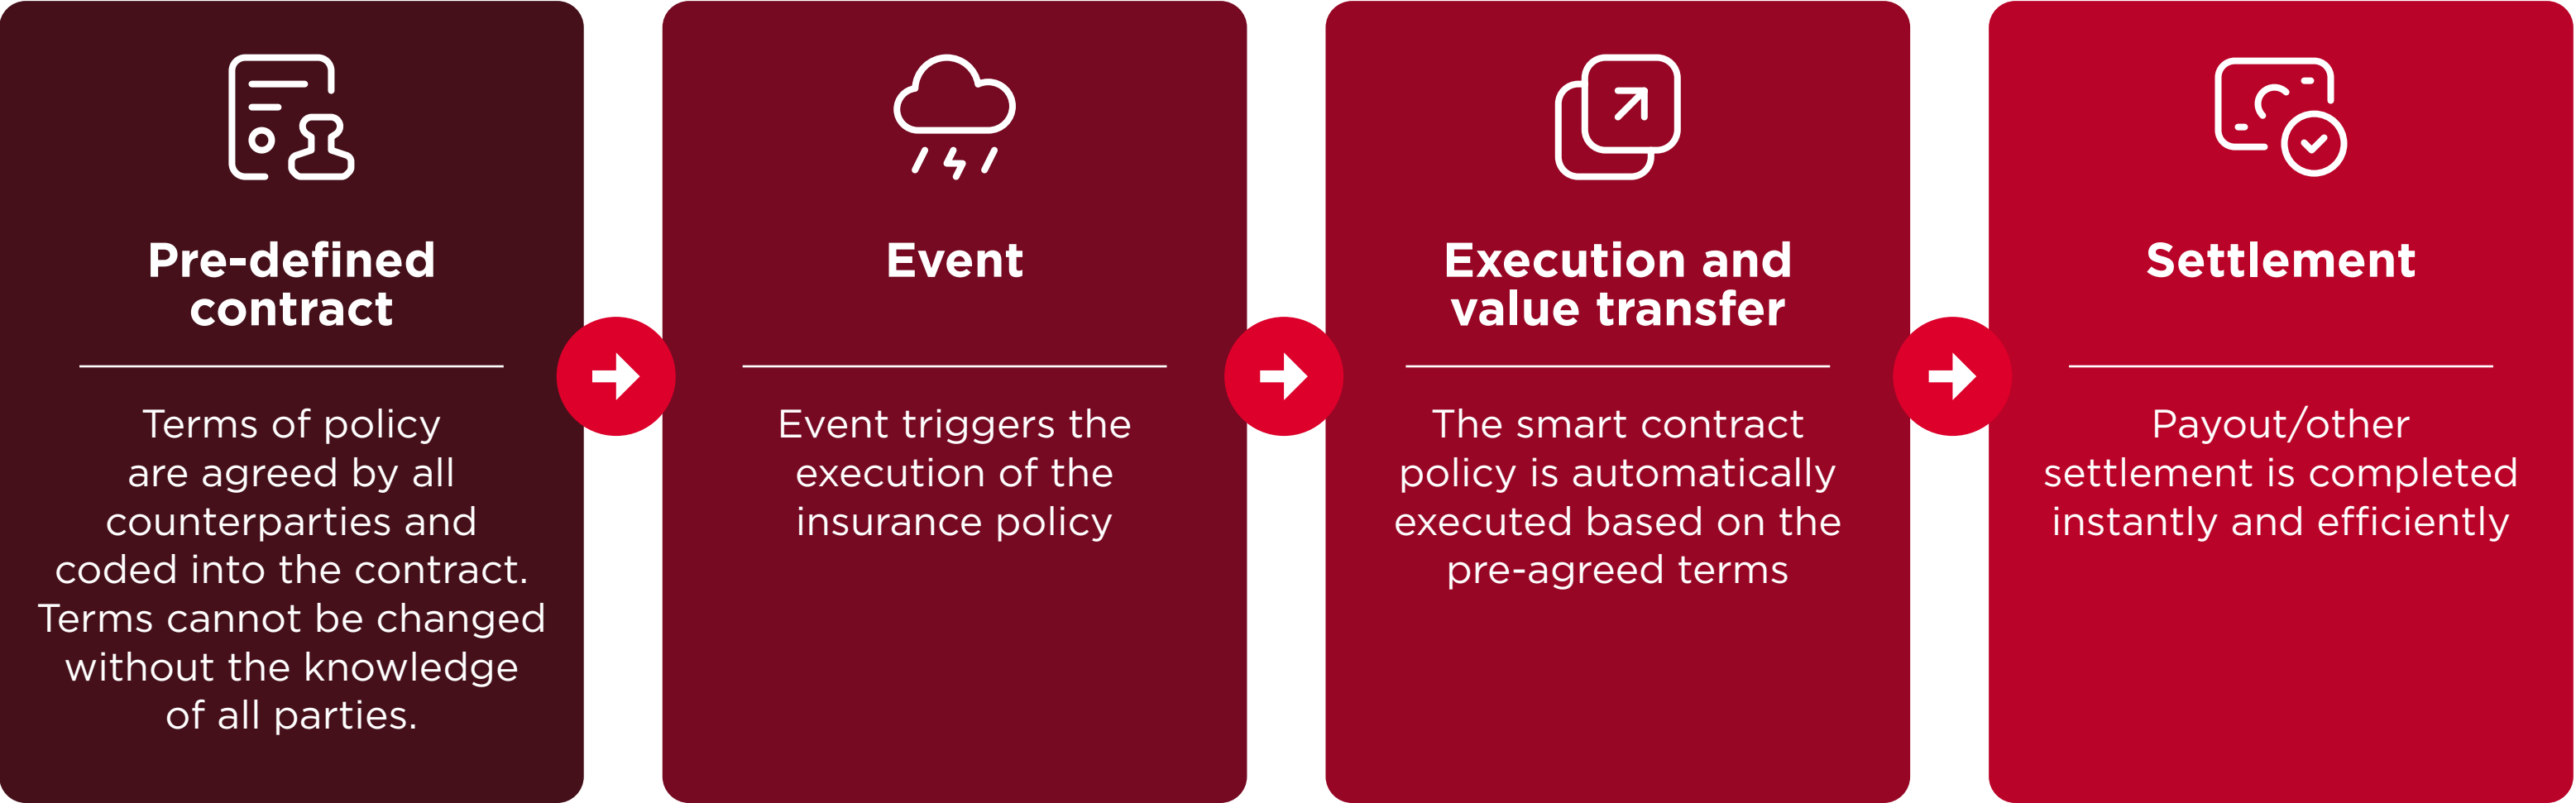 Pre-defined
contract
Terms of policy
are agreed by all
counterparties and
coded into the contract.
Terms cannot be changed
without the knowledge
of all parties.
Event
Event triggers the
execution of the
insurance policy
Execution and
value transfer
The smart contract
policy is automatically
executed based on the
pre-agreed terms
Settlement
Payout/other
settlement is completed
instantly and efficiently